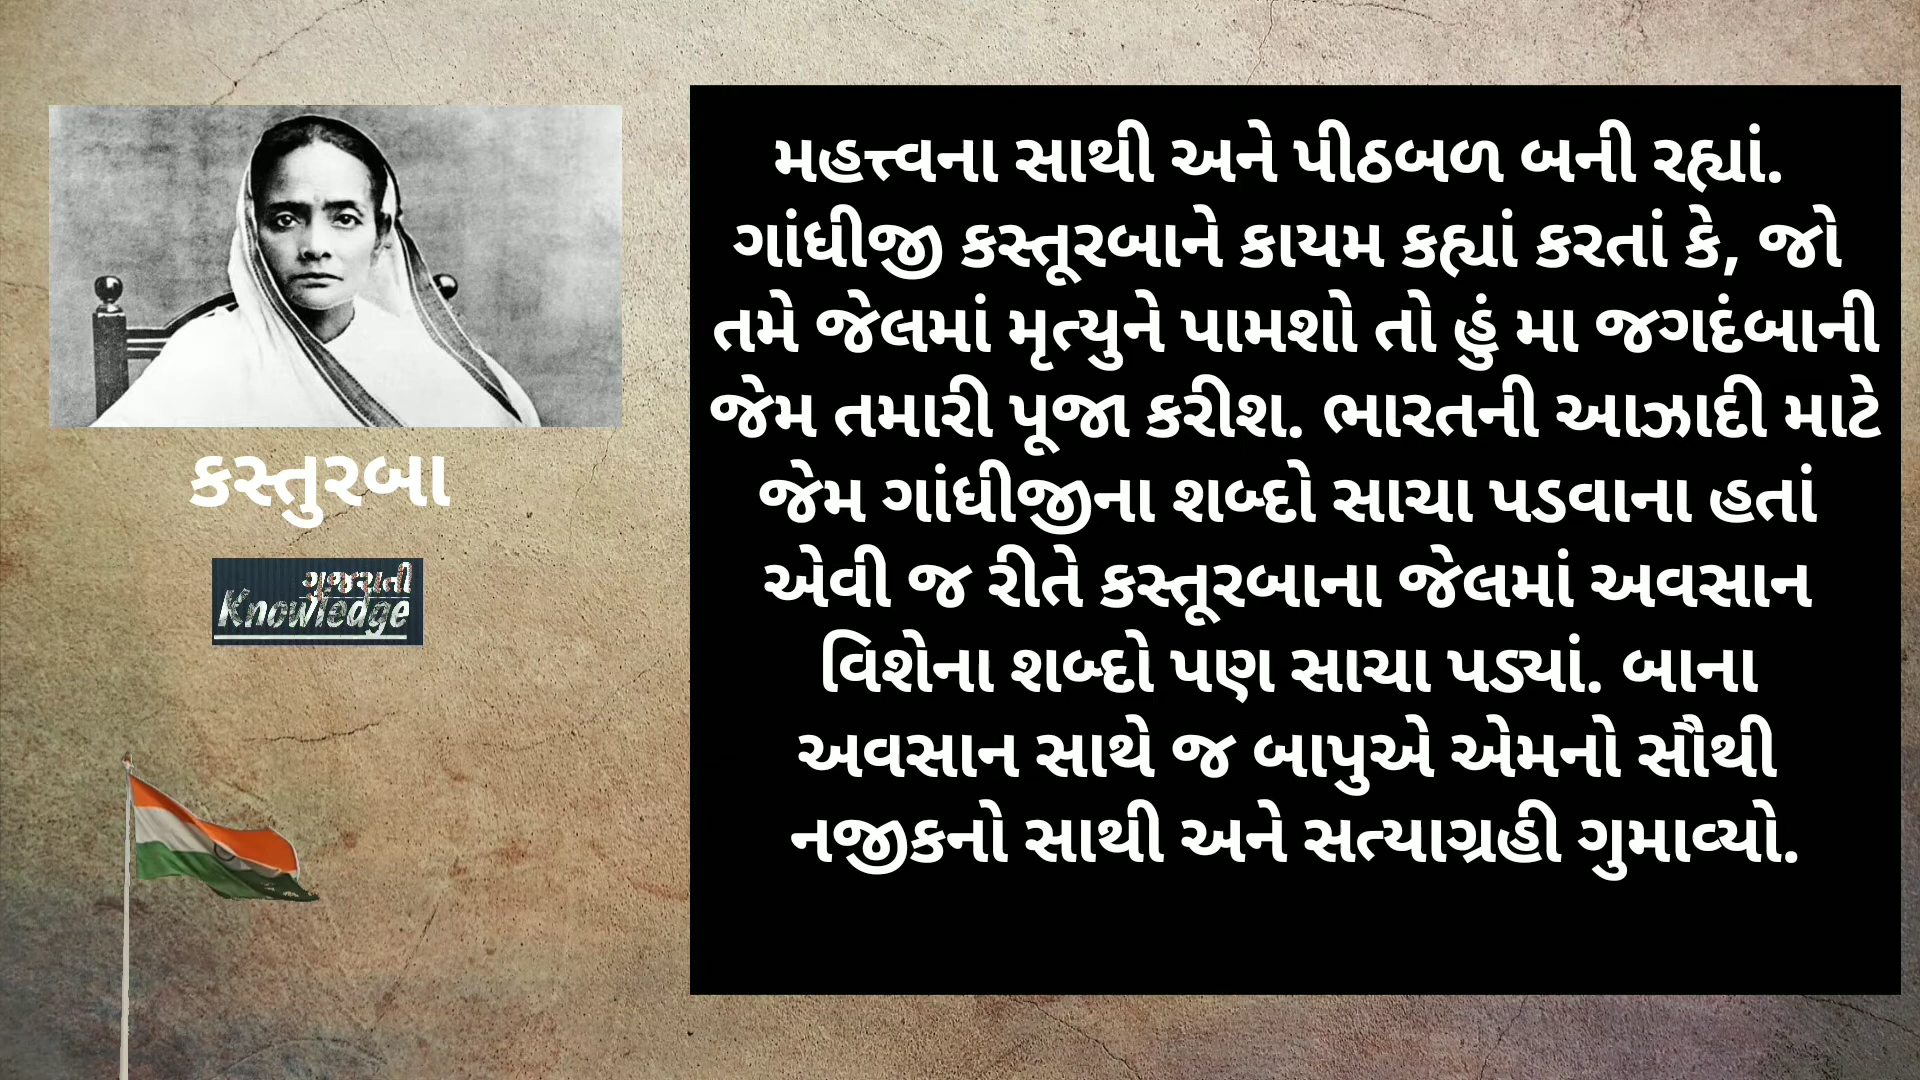 કસ્તુરબા
ગુજરાતી
Knowledge
મહત્ત્વના સાથી અને પીઠબળ બની રહ્યાં.
ગાંધીજી કસ્તૂરબાને કાયમ કહ્યાં કરતાં કે, જો
તમે જેલમાં મૃત્યુને પામશો તો હું મા જગદંબાની
જેમ તમારી પૂજા કરીશ. ભારતની આઝાદી માટે
જેમ ગાંધીજીના શબ્દો સાચા પડવાના હતાં
એવી જ રીતે કસ્તૂરબાના જેલમાં અવસાન
વિશેના શબ્દો પણ સાચા પડ્યાં. બાના
અવસાન સાથે જ બાપુએ એમનો સૌથી
નજીકનો સાથી અને સત્યાગ્રહી ગુમાવ્યો.